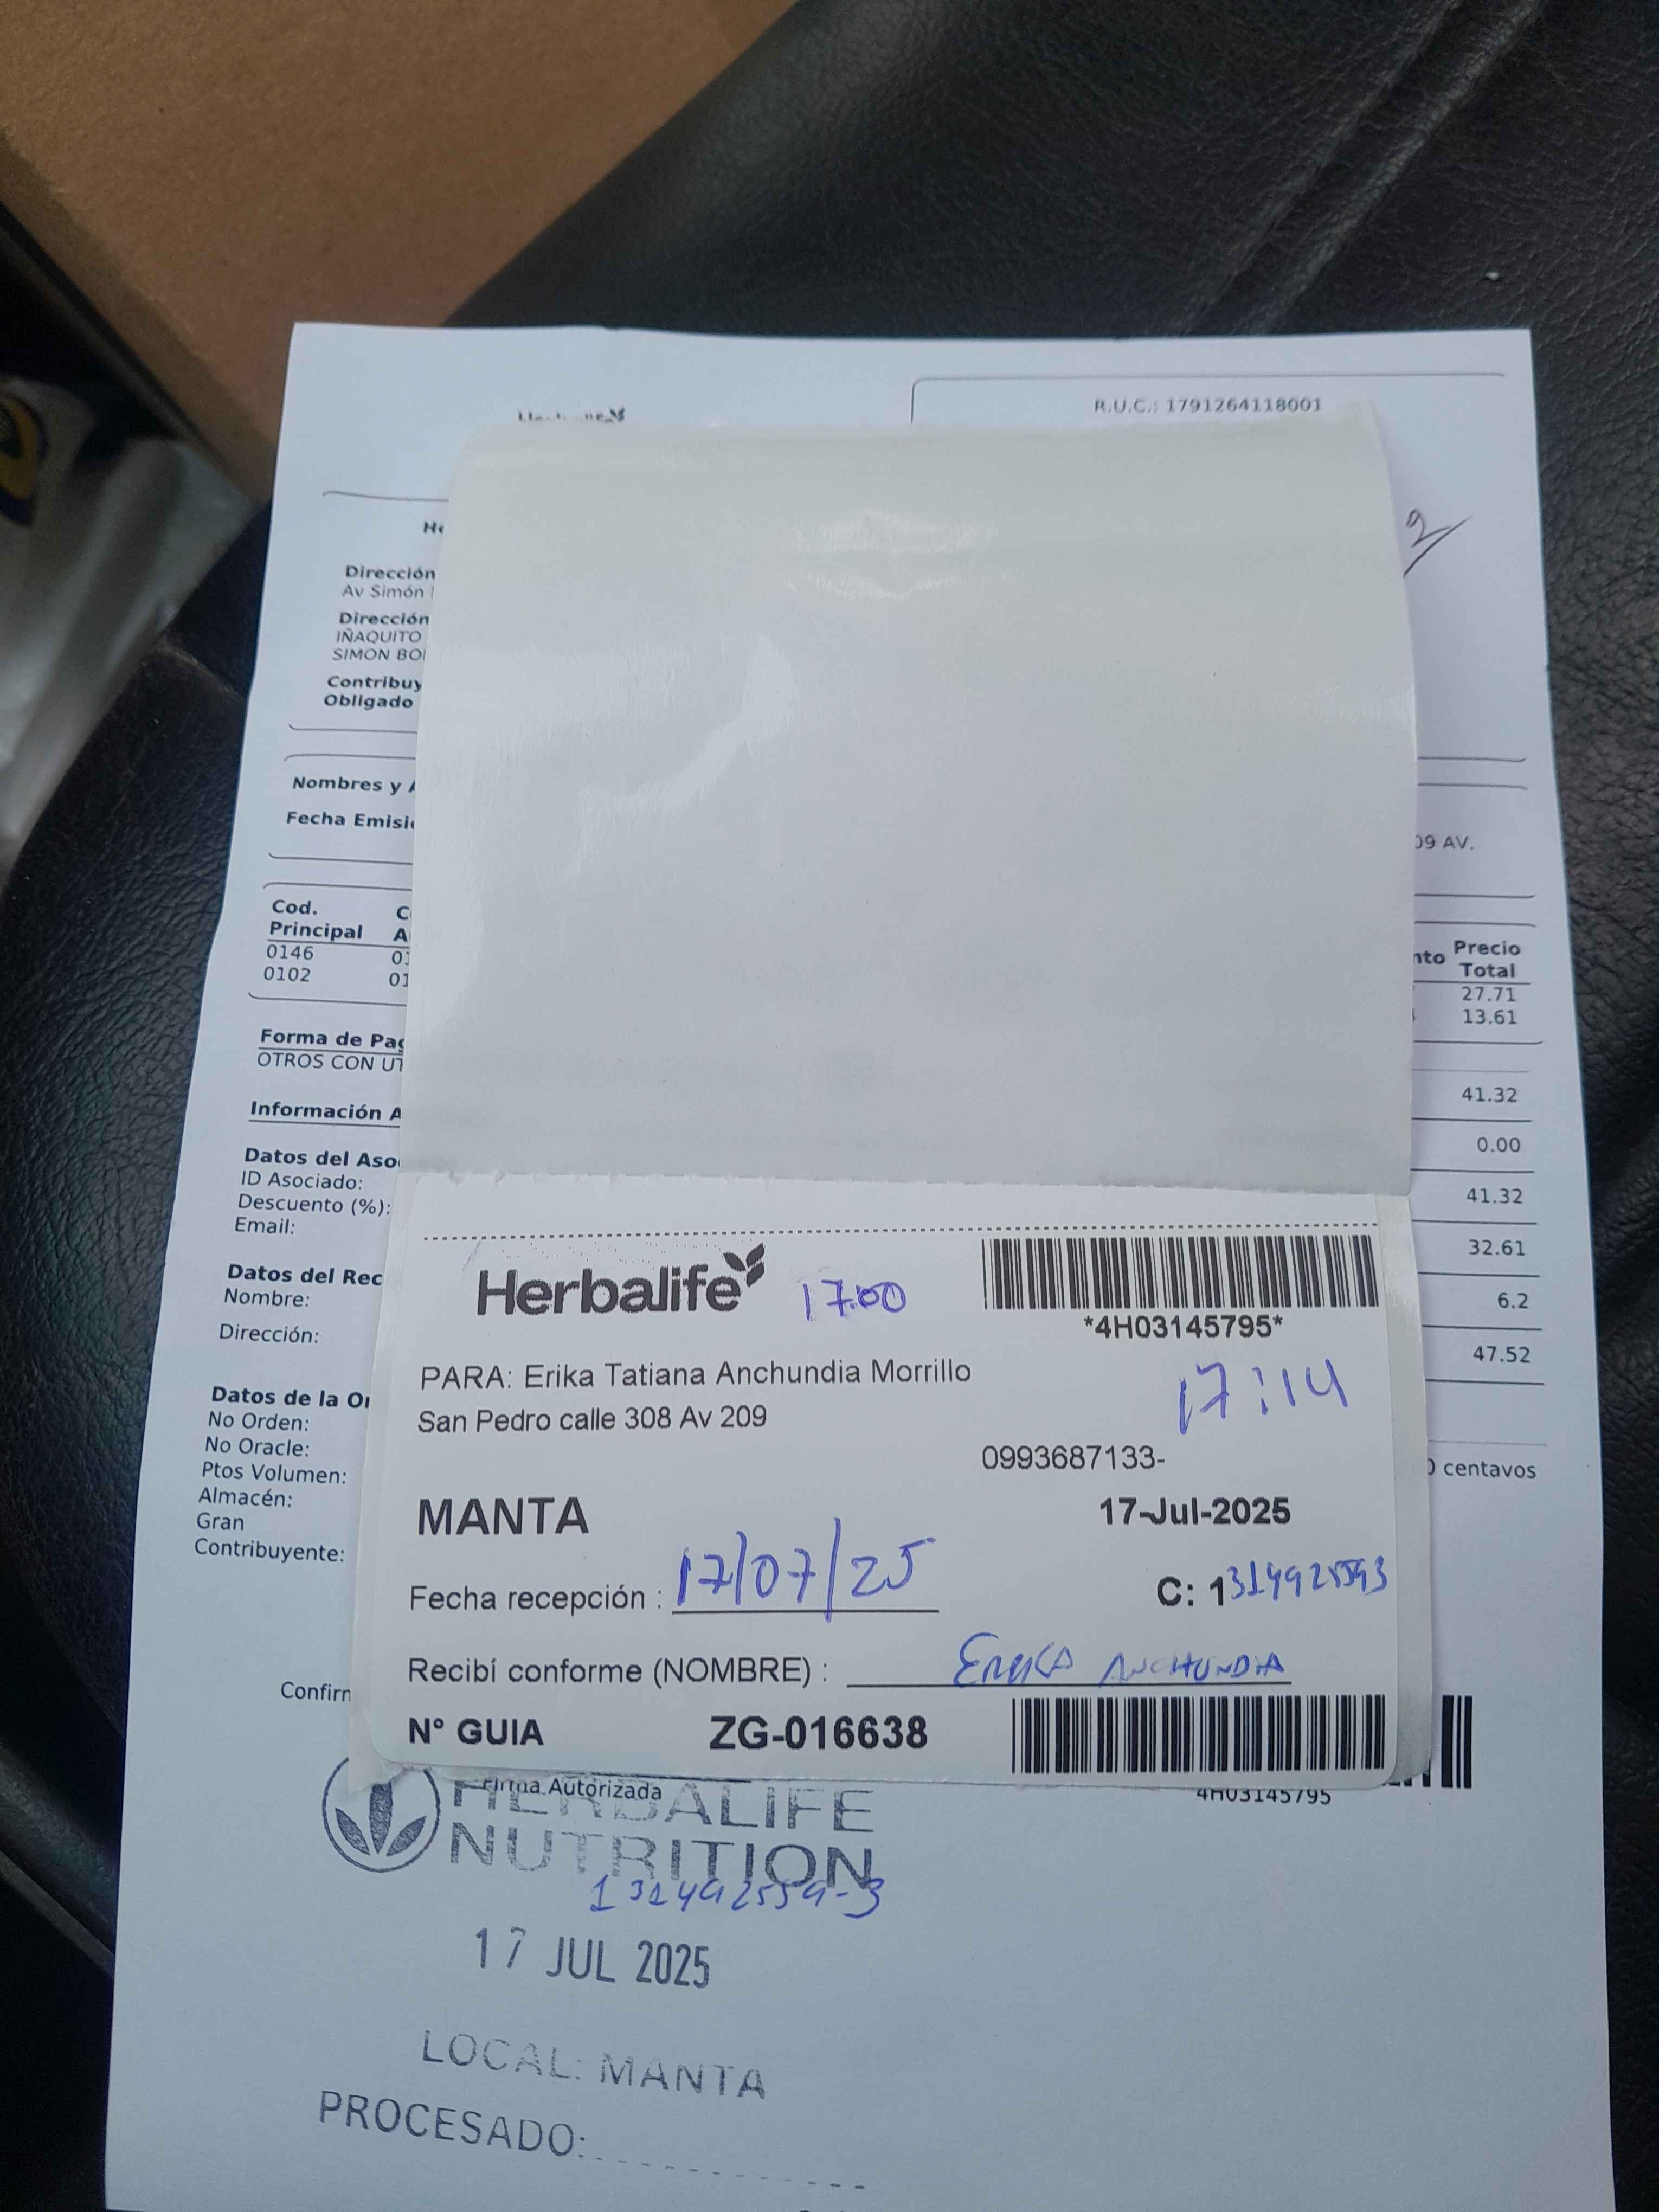 R.U.C.: 1791264118001
Dirección
Av Simón
Dirección
IÑAQUITO
SIMON BO
Contribuy
Obligado
Nombres y A
Fecha Emisi
09 AV.
Cod.
Principal
0146
0102
Precio
Total
27.71
13.61
Forma de Pag
OTROS CON UT
41.32
0.00
41.32
32.61
6.2
47.52
Información A
Datos del Aso
ID Asociado:
Descuento (%):
Email:
Datos del Rec
Nombre:
Dirección:
Datos de la Or
No Orden:
No Oracle:
Ptos Volumen:
Almacén:
Gran
Contribuyente:
centavos
Herbalife 17:00
*4H03145795*
PARA: Erika Tatiana Anchundia Morrillo
17:14
San Pedro calle 308 Av 209
0993687133-
MANTA 17-Jul-2025
Fecha recepción : 17/07/25 C: 1314925593
Recibí conforme (NOMBRE) : ERIKA ANCHUNDIA
N° GUIA ZG-016638
Confirm
Firma Autorizada
4H03145795
HERBALIFE
NUTRITION
131492559-3
17 JUL 2025
LOCAL: MANTA
PROCESADO: